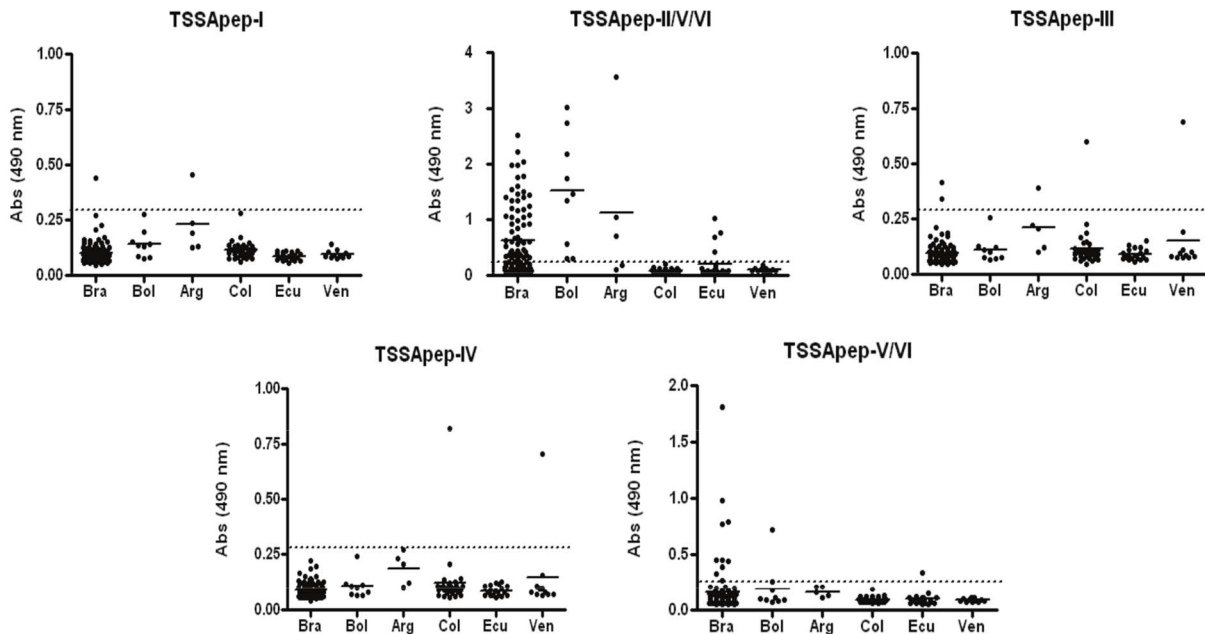 TSSApep-I
1.00
0.75
0.50
0.25
0.00
Abs (490 nm)
Bra Bol Arg Col Ecu Ven
TSSApep-II/V/VI
4
3
2
1
0
Abs (490 nm)
Bra Bol Arg Col Ecu Ven
TSSApep-III
1.00
0.75
0.50
0.25
0.00
Abs (490 nm)
Bra Bol Arg Col Ecu Ven
TSSApep-IV
1.00
0.75
0.50
0.25
0.00
Abs (490 nm)
Bra Bol Arg Col Ecu Ven
TSSApep-V/VI
2.0
1.5
1.0
0.5
0.0
Abs (490 nm)
Bra Bol Arg Col Ecu Ven